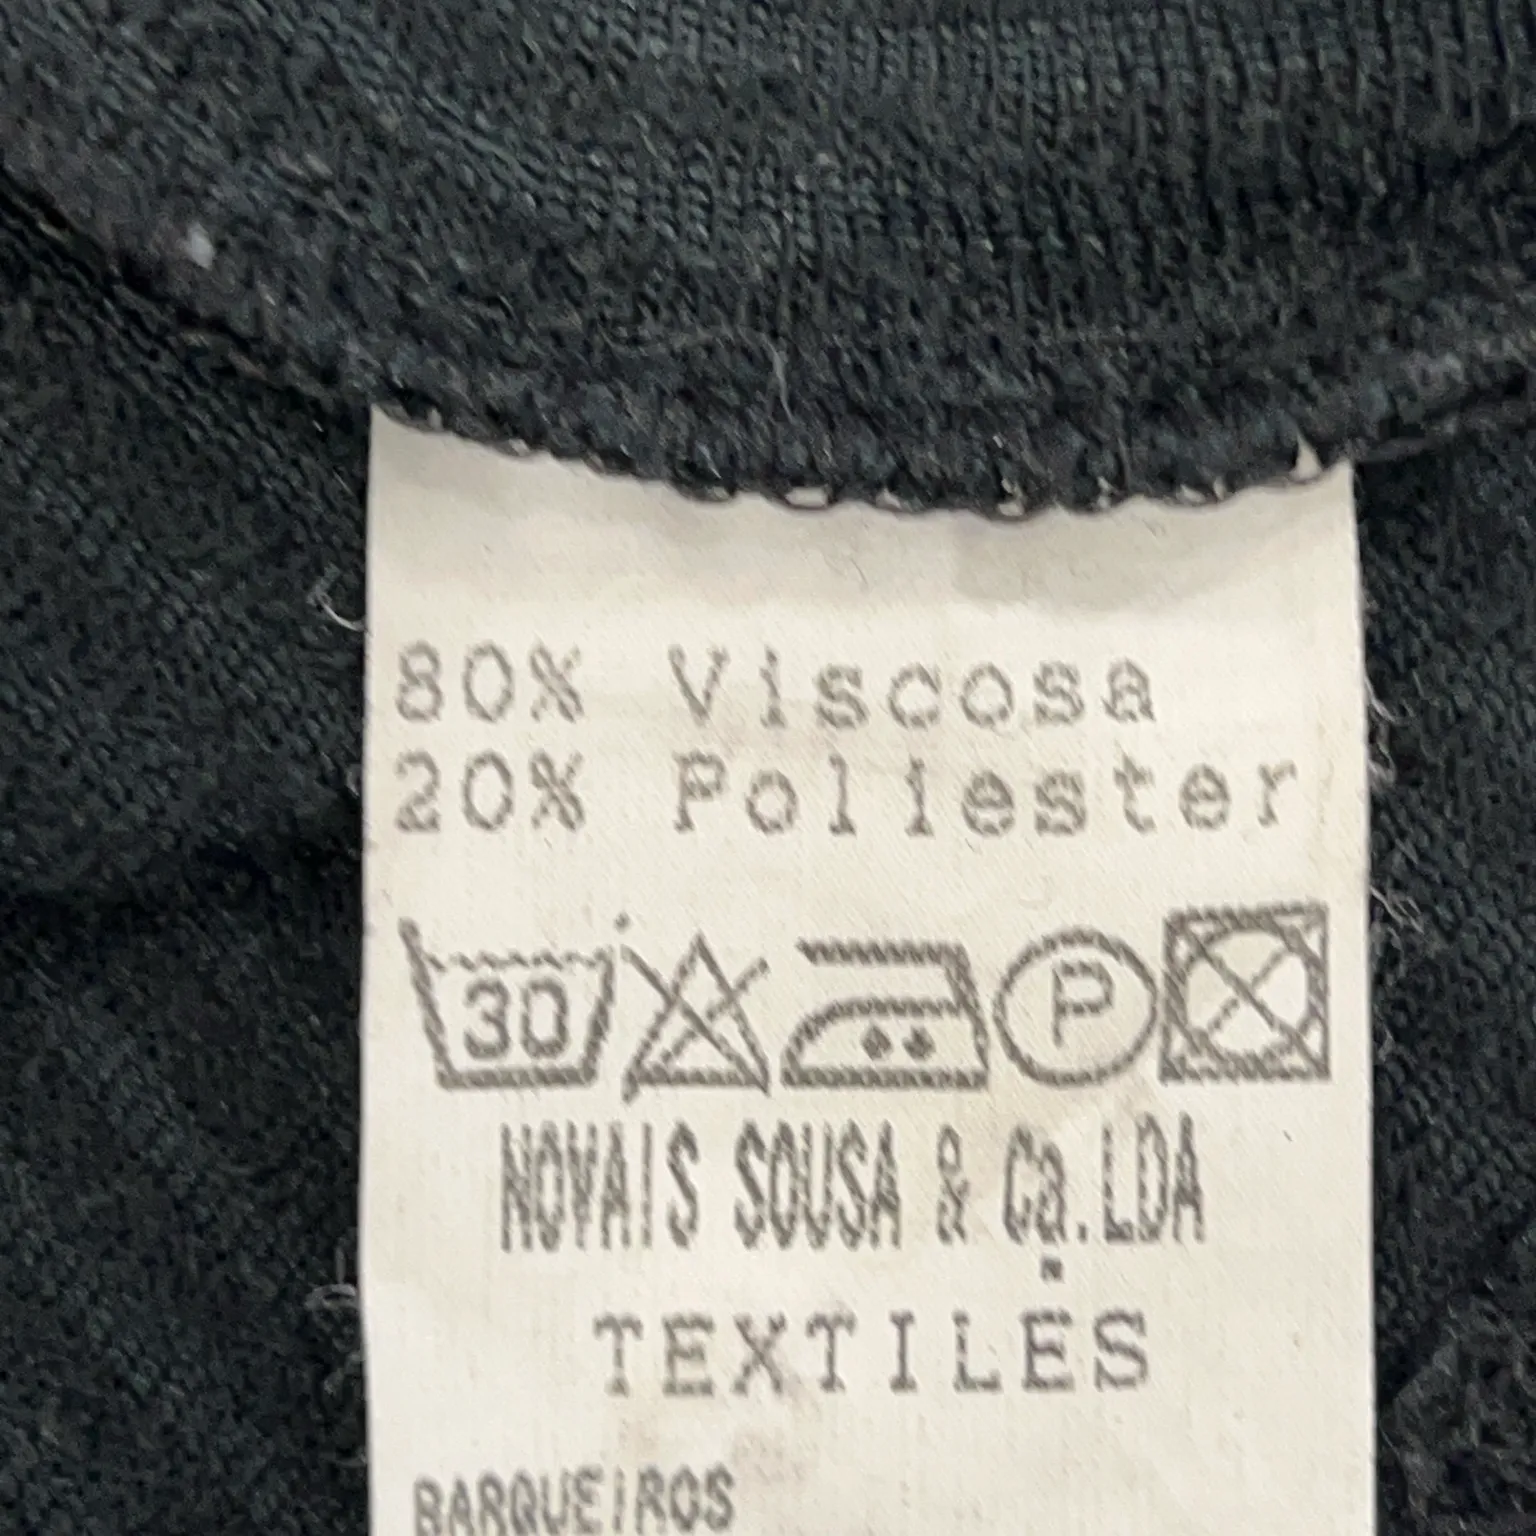 80% Viscosa
20% Poliester
30 P
NOVAIS SOUSA & Ca.LDA
TEXTILES
BARQUEIROS